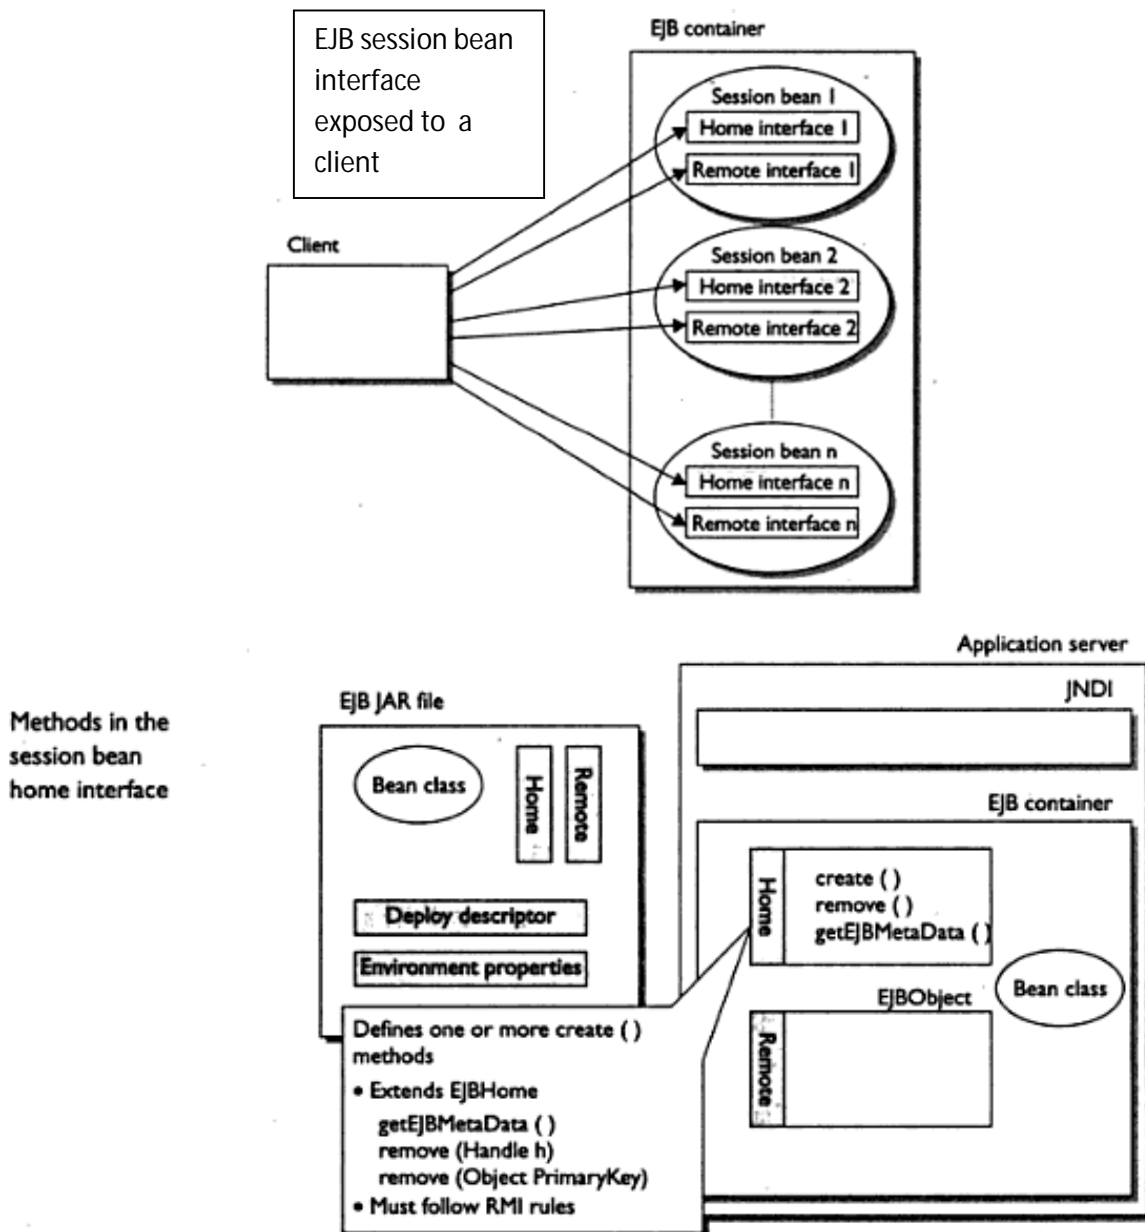 EJB session bean
interface
exposed to a
client
EJB container
Session bean 1
Home interface 1
Remote interface 1
Client
Session bean 2
Home interface 2
Remote interface 2
Session bean n
Home interface n
Remote interface n
Methods in the
session bean
home interface
EJB JAR file
Bean class
Home
Remote
Deploy descriptor
Environment properties
Application server
JNDI
EJB container
Home
create ( )
remove ( )
getEJBMetaData ( )
Bean class
EJBObject
Remote
Defines one or more create ( )
methods
• Extends EJBHome
getEJBMetaData ( )
remove (Handle h)
remove (Object PrimaryKey)
• Must follow RMI rules